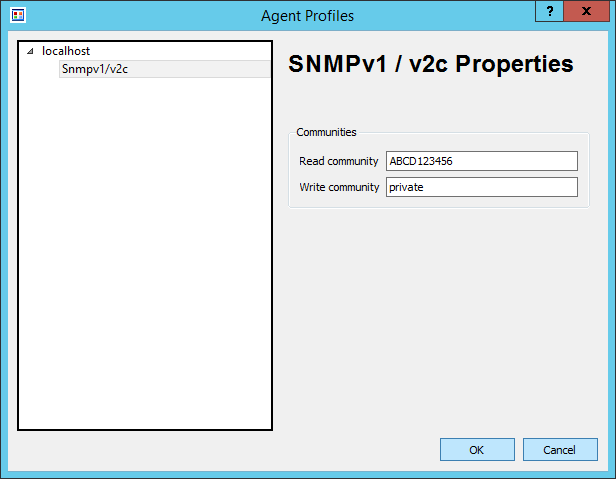 Agent Profiles
? x
localhost
Snmpv1/v2c
SNMPv1 / v2c Properties
Communities
Read community ABCD123456
Write community private
OK Cancel